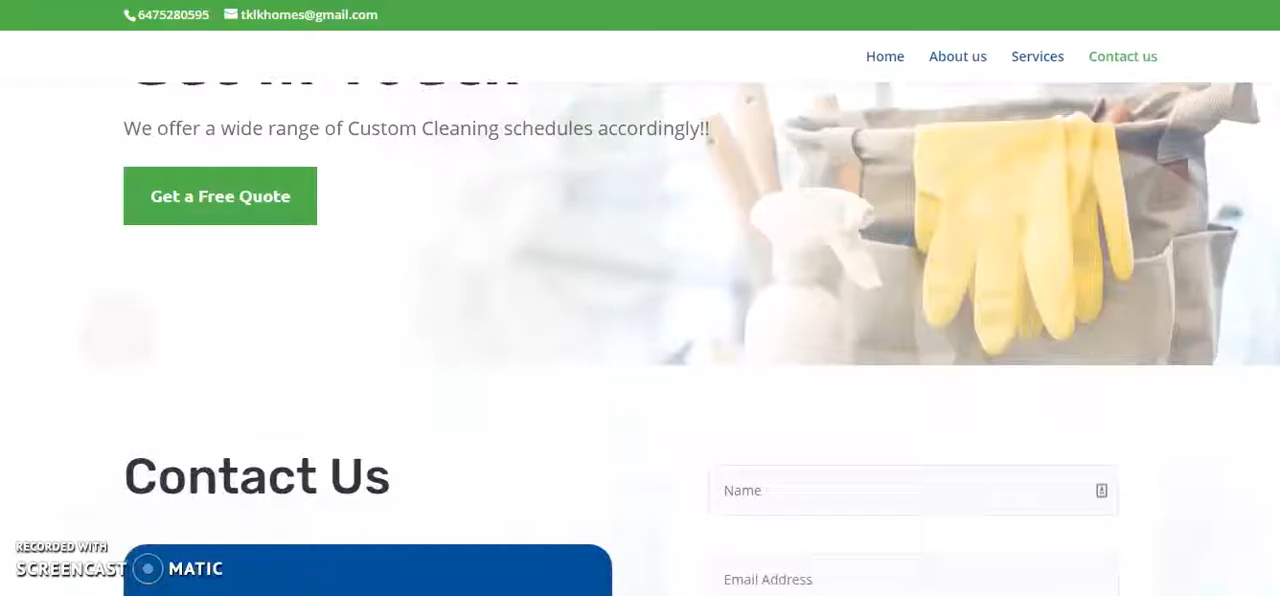 6475280595 tklkhomes@gmail.com
Home About us Services Contact us
We offer a wide range of Custom Cleaning schedules accordingly!!
Get a Free Quote
Contact Us
Name
Email Address
RECORDED WITH
SCREENCAST MATIC